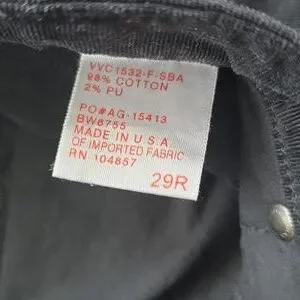 VVC1532-F-SBA
98% COTTON
2% PU
PO#AG-15413
BW6755
MADE IN U.S.A.
OF IMPORTED FABRIC
RN 104857
29R